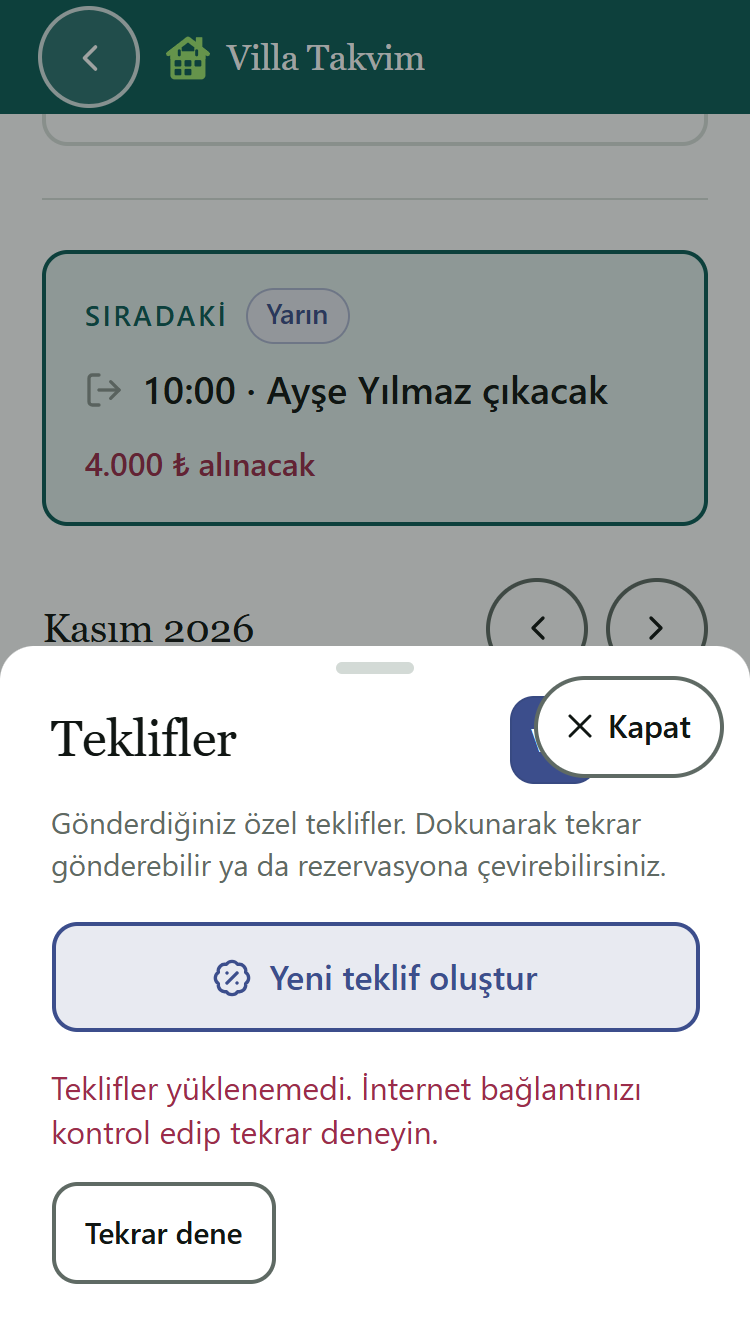 Villa Takvim
SIRADAKİ
Yarın
10:00 · Ayşe Yılmaz çıkacak
4.000 ₺ alınacak
Kasım 2026
Teklifler
Kapat
Gönderdiğiniz özel teklifler. Dokunarak tekrar
gönderebilir ya da rezervasyona çevirebilirsiniz.
Yeni teklif oluştur
Teklifler yüklenemedi. İnternet bağlantınızı
kontrol edip tekrar deneyin.
Tekrar dene